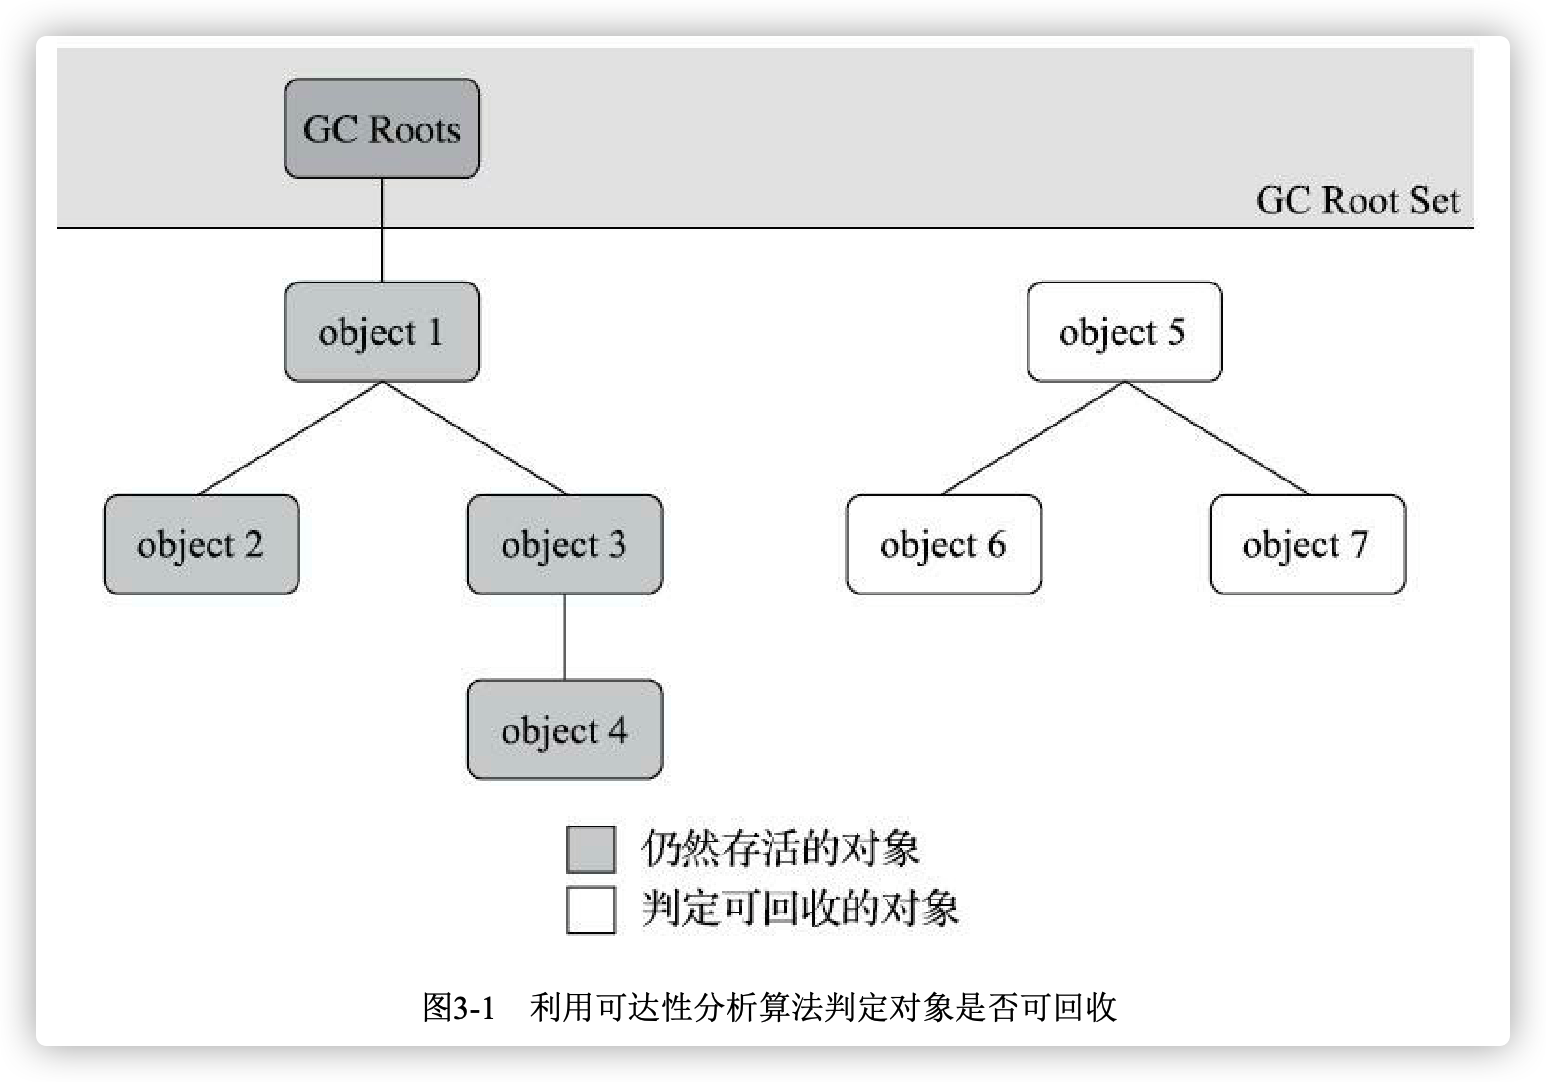 GC Roots
GC Root Set
object 1
object 5
object 2
object 3
object 6
object 7
object 4
仍然存活的对象
判定可回收的对象
图3-1 利用可达性分析算法判定对象是否可回收